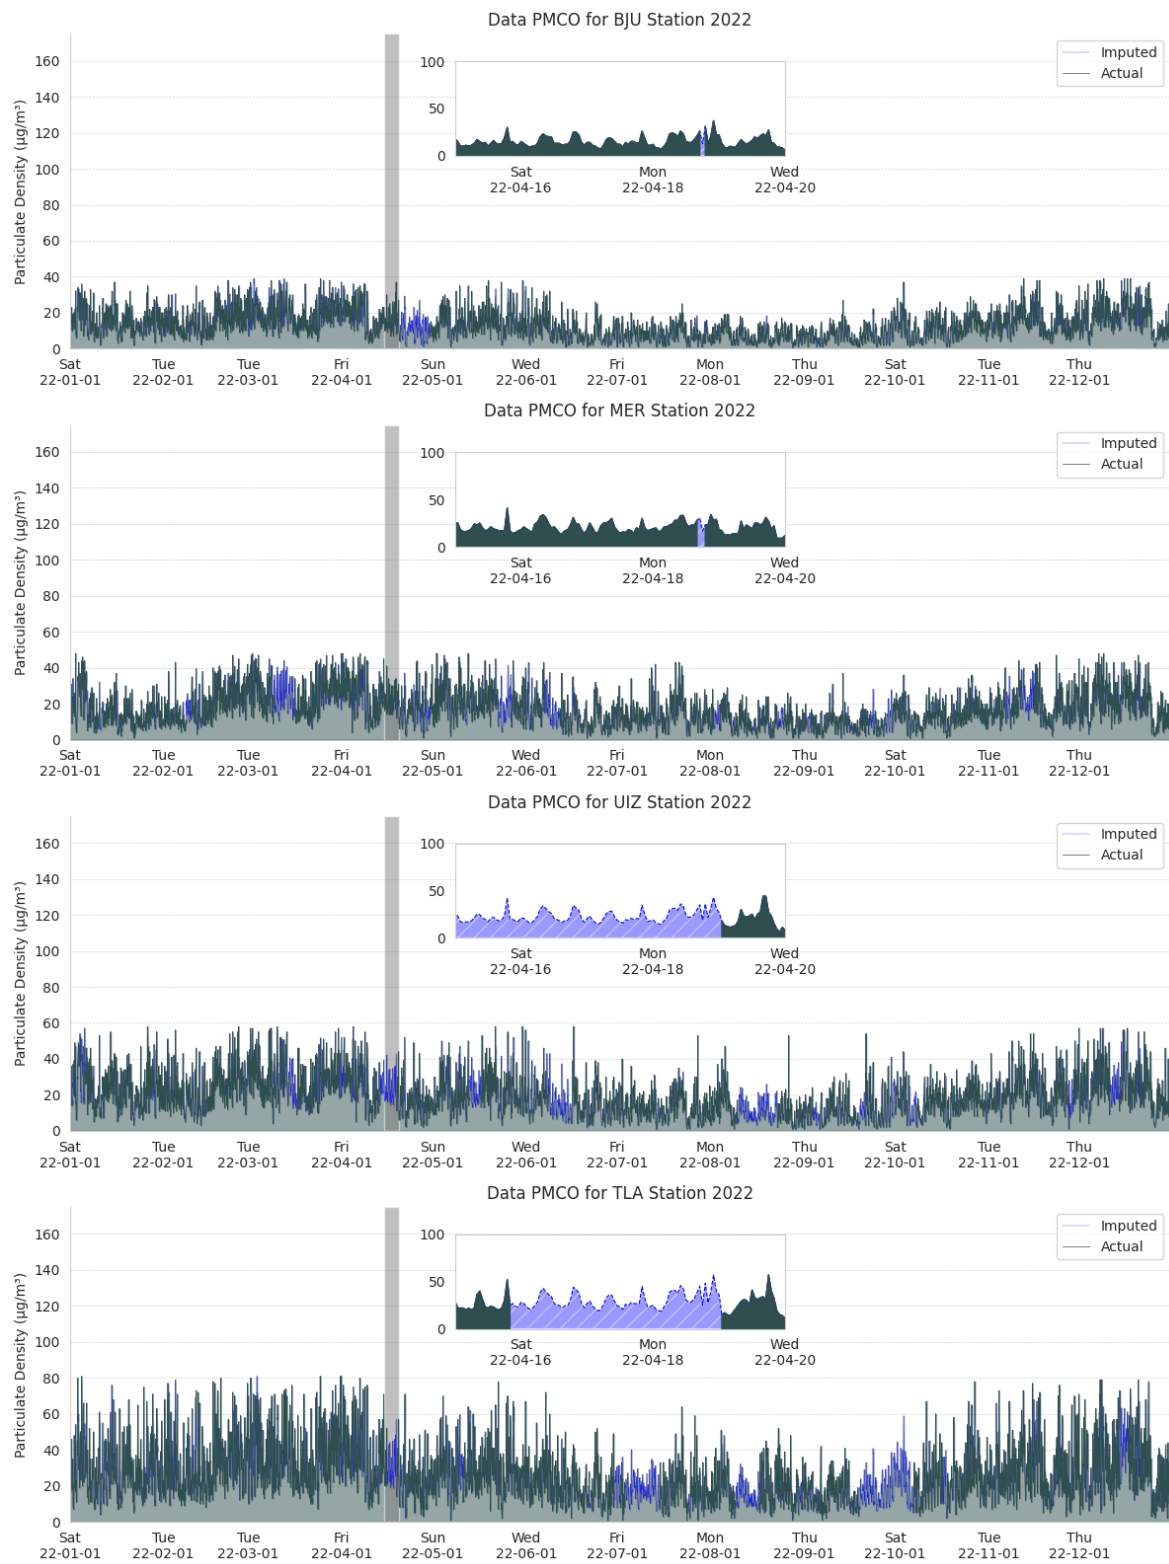 Data PMCO for BJU Station 2022
Particulate Density (µg/m³)
160
140
120
100
80
60
40
20
0
Imputed
Actual
100
50
0
Sat
22-04-16
Mon
22-04-18
Wed
22-04-20
Sat
22-01-01
Tue
22-02-01
Tue
22-03-01
Fri
22-04-01
Sun
22-05-01
Wed
22-06-01
Fri
22-07-01
Mon
22-08-01
Thu
22-09-01
Sat
22-10-01
Tue
22-11-01
Thu
22-12-01
Data PMCO for MER Station 2022
Particulate Density (µg/m³)
160
140
120
100
80
60
40
20
0
Imputed
Actual
100
50
0
Sat
22-04-16
Mon
22-04-18
Wed
22-04-20
Sat
22-01-01
Tue
22-02-01
Tue
22-03-01
Fri
22-04-01
Sun
22-05-01
Wed
22-06-01
Fri
22-07-01
Mon
22-08-01
Thu
22-09-01
Sat
22-10-01
Tue
22-11-01
Thu
22-12-01
Data PMCO for UIZ Station 2022
Particulate Density (µg/m³)
160
140
120
100
80
60
40
20
0
Imputed
Actual
100
50
0
Sat
22-04-16
Mon
22-04-18
Wed
22-04-20
Sat
22-01-01
Tue
22-02-01
Tue
22-03-01
Fri
22-04-01
Sun
22-05-01
Wed
22-06-01
Fri
22-07-01
Mon
22-08-01
Thu
22-09-01
Sat
22-10-01
Tue
22-11-01
Thu
22-12-01
Data PMCO for TLA Station 2022
Particulate Density (µg/m³)
160
140
120
100
80
60
40
20
0
Imputed
Actual
100
50
0
Sat
22-04-16
Mon
22-04-18
Wed
22-04-20
Sat
22-01-01
Tue
22-02-01
Tue
22-03-01
Fri
22-04-01
Sun
22-05-01
Wed
22-06-01
Fri
22-07-01
Mon
22-08-01
Thu
22-09-01
Sat
22-10-01
Tue
22-11-01
Thu
22-12-01